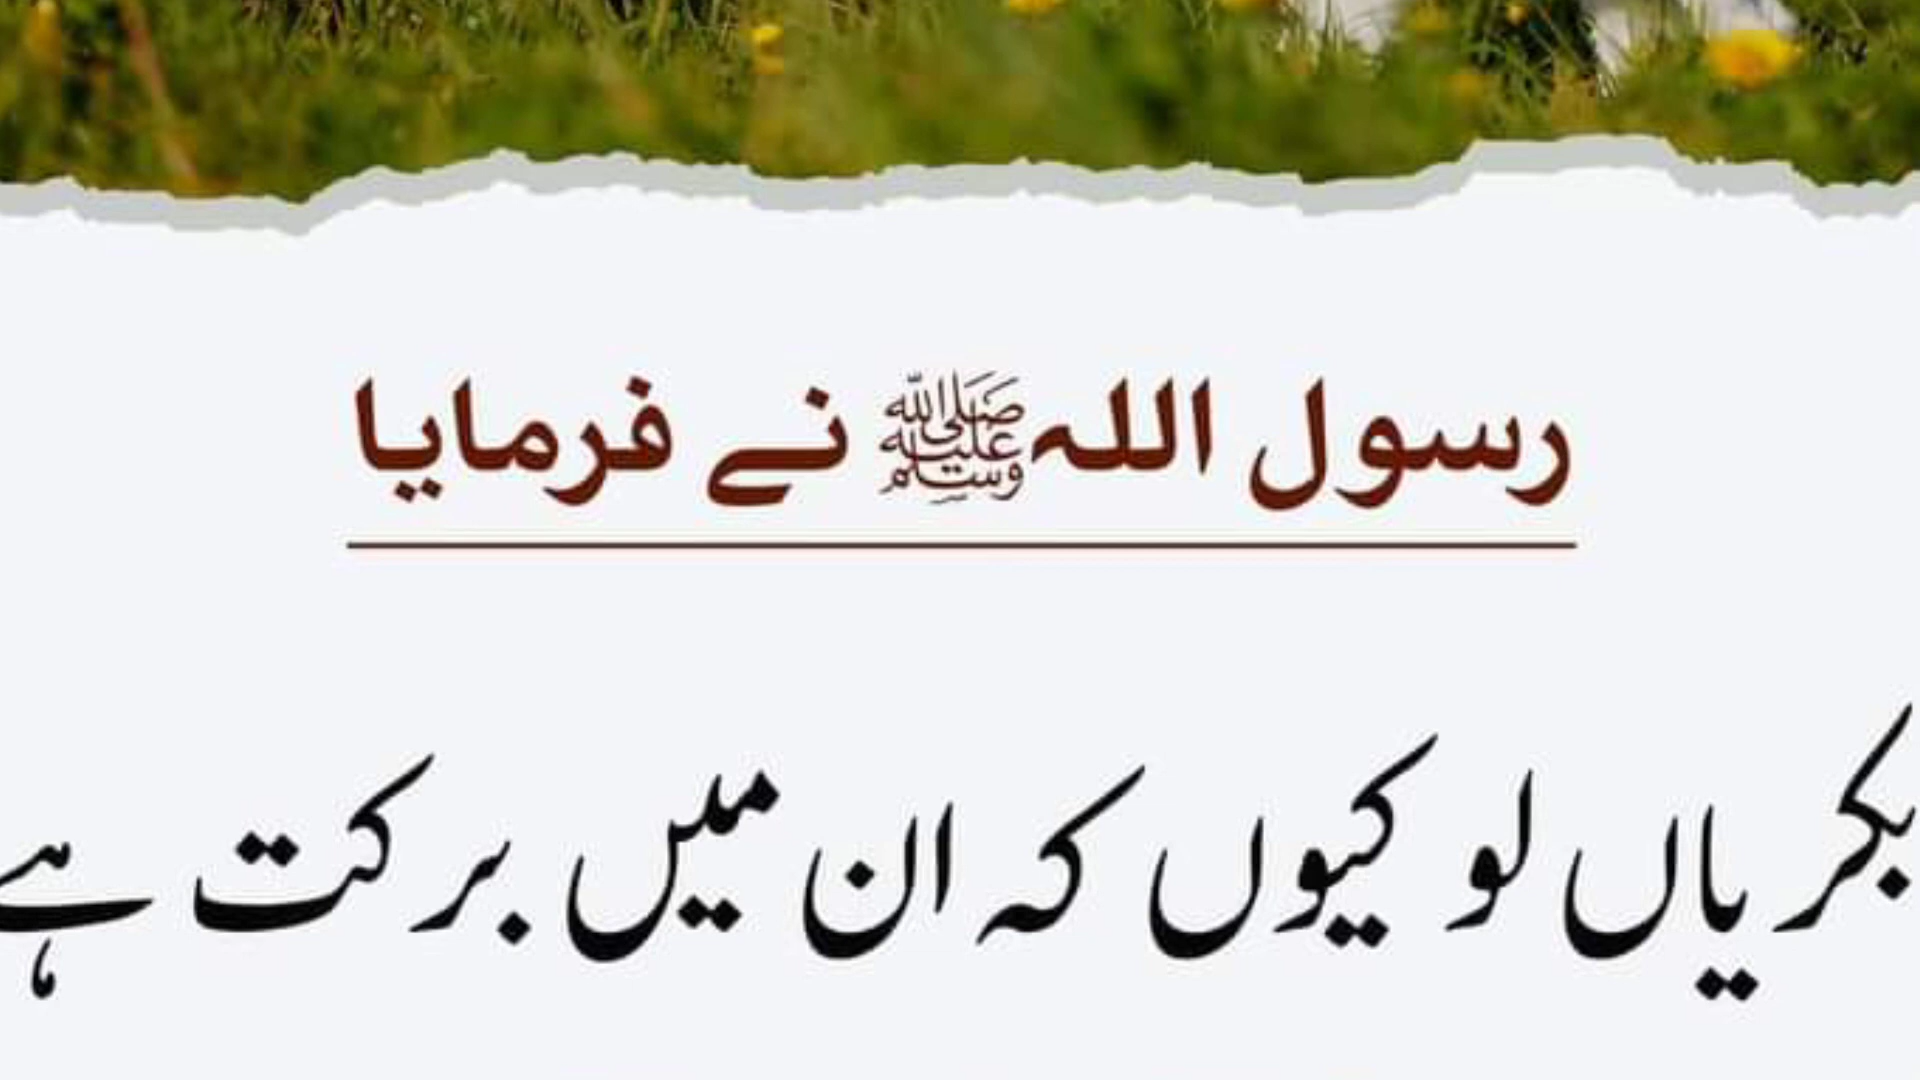 رسول اللہ ﷺ نے فرمایا
بکریاں لو کیوں کہ ان میں برکت ہے